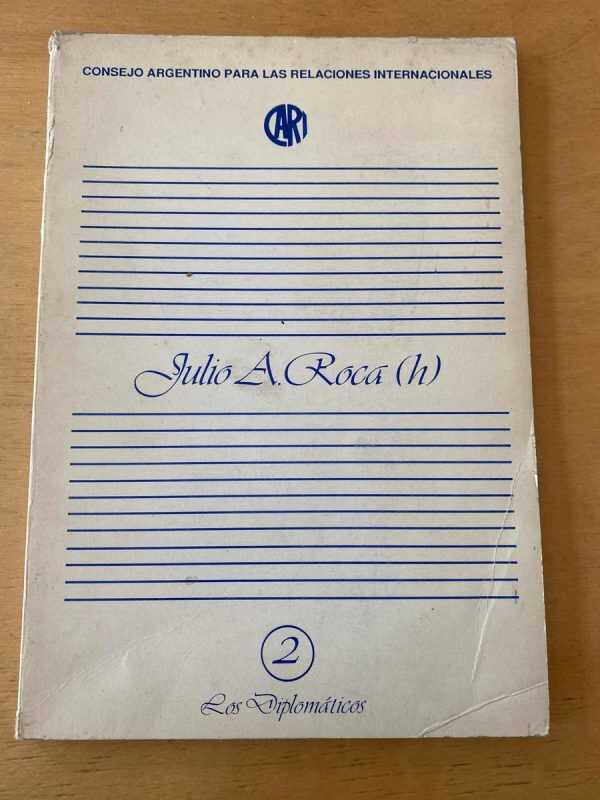 CONSEJO ARGENTINO PARA LAS RELACIONES INTERNACIONALES
CARI
Julio A. Roca (h)
2
Los Diplomáticos